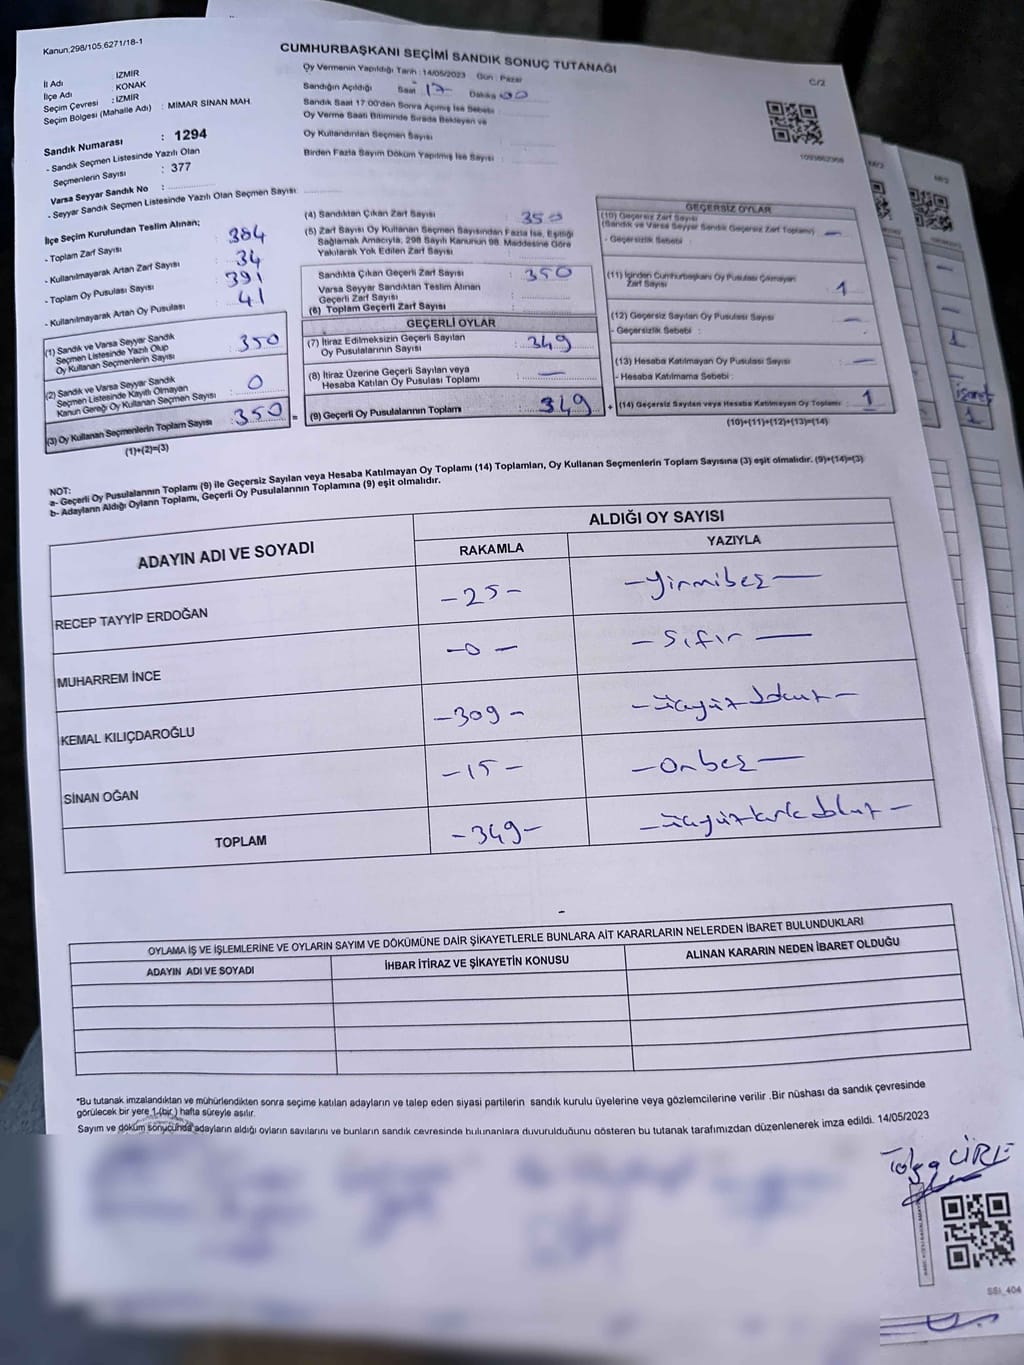 Kanun.298/105,6271/18-1
CUMHURBAŞKANI SEÇİMİ SANDIK SONUÇ TUTANAĞI
C/2
İl Adı : İZMİR
İlçe Adı : KONAK
Seçim Çevresi : İZMİR
Seçim Bölgesi (Mahalle Adı) : MİMAR SİNAN MAH.
Oy Vermenin Yapıldığı Tarih : 14/05/2023 Gün : Pazar
Sandığın Açıldığı Saat 17 Dakika 00
Sandık Saat 17:00'den Sonra Açılmış İse Sebebi :
Oy Verme Saati Bitiminde Sırada Bekleyen ve
Oy Kullandırılan Seçmen Sayısı :
Birden Fazla Sayım Döküm Yapılmış İse Sayısı :
Sandık Numarası : 1294
- Sandık Seçmen Listesinde Yazılı Olan
Seçmenlerin Sayısı : 377
Varsa Seyyar Sandık No :
- Seyyar Sandık Seçmen Listesinde Yazılı Olan Seçmen Sayısı:
İlçe Seçim Kurulundan Teslim Alınan;
- Toplam Zarf Sayısı : 384
- Kullanılmayarak Artan Zarf Sayısı : 34
- Toplam Oy Pusulası Sayısı : 391
- Kullanılmayarak Artan Oy Pusulası : 41
(1) Sandık ve Varsa Seyyar Sandık
Seçmen Listesinde Yazılı Olup
Oy Kullanan Seçmenlerin Sayısı : 350
(2) Sandık ve Varsa Seyyar Sandık
Seçmen Listesinde Kayıtlı Olmayan
Kanun Gereği Oy Kullanan Seçmen Sayısı : 0
(3) Oy Kullanan Seçmenlerin Toplam Sayısı : 350
(1)+(2)=(3)
(4) Sandıktan Çıkan Zarf Sayısı : 350
(5) Zarf Sayısı Oy Kullanan Seçmen Sayısından Fazla İse, Eşitliği
Sağlamak Amacıyla, 298 Sayılı Kanunun 98. Maddesine Göre
Yakılarak Yok Edilen Zarf Sayısı :
Sandıkta Çıkan Geçerli Zarf Sayısı : 350
Varsa Seyyar Sandıktan Teslim Alınan
Geçerli Zarf Sayısı :
(6) Toplam Geçerli Zarf Sayısı :
GEÇERLİ OYLAR
(7) İtiraz Edilmeksizin Geçerli Sayılan
Oy Pusulalarının Sayısı : 349
(8) İtiraz Üzerine Geçerli Sayılan veya
Hesaba Katılan Oy Pusulası Toplamı : —
= (9) Geçerli Oy Pusulalarının Toplamı : 349
GEÇERSİZ OYLAR
(10) Geçersiz Zarf Sayısı
(Sandık ve Varsa Seyyar Sandık Geçersiz Zarf Toplamı) : —
- Geçersizlik Sebebi :
(11) İçinden Cumhurbaşkanı Oy Pusulası Çıkmayan
Zarf Sayısı : 1
(12) Geçersiz Sayılan Oy Pusulası Sayısı : —
- Geçersizlik Sebebi :
(13) Hesaba Katılmayan Oy Pusulası Sayısı : —
- Hesaba Katılmama Sebebi :
+ (14) Geçersiz Sayılan veya Hesaba Katılmayan Oy Toplamı : 1
(10)+(11)+(12)+(13)=(14)
NOT:
a- Geçerli Oy Pusulalarının Toplamı (9) ile Geçersiz Sayılan veya Hesaba Katılmayan Oy Toplamı (14) Toplamları, Oy Kullanan Seçmenlerin Toplam Sayısına (3) eşit olmalıdır. (9)+(14)=(3)
b- Adayların Aldığı Oyların Toplamı, Geçerli Oy Pusulalarının Toplamına (9) eşit olmalıdır.
ADAYIN ADI VE SOYADI
ALDIĞI OY SAYISI
RAKAMLA YAZIYLA
RECEP TAYYİP ERDOĞAN -25- -yirmibeş-
MUHARREM İNCE -0- -sıfır-
KEMAL KILIÇDAROĞLU -309- -üçyüzdokuz-
SİNAN OĞAN -15- -onbeş-
TOPLAM -349- -üçyüzkırkdokuz-
OYLAMA İŞ VE İŞLEMLERİNE VE OYLARIN SAYIM VE DÖKÜMÜNE DAİR ŞİKAYETLERLE BUNLARA AİT KARARLARIN NELERDEN İBARET BULUNDUKLARI
ADAYIN ADI VE SOYADI İHBAR İTİRAZ VE ŞİKAYETİN KONUSU ALINAN KARARIN NEDEN İBARET OLDUĞU
*Bu tutanak imzalandıktan ve mühürlendikten sonra seçime katılan adayların ve talep eden siyasi partilerin sandık kurulu üyelerine veya gözlemcilerine verilir .Bir nüshası da sandık çevresinde
görülecek bir yere 1-(bir ) hafta süreyle asılır.
Sayım ve döküm sonucunda adayların aldığı oyların sayılarını ve bunların sandık çevresinde bulunanlara duyurulduğunu gösteren bu tutanak tarafımızdan düzenlenerek imza edildi. 14/05/2023
Tolga CİRE
SSI_404
işaret
1